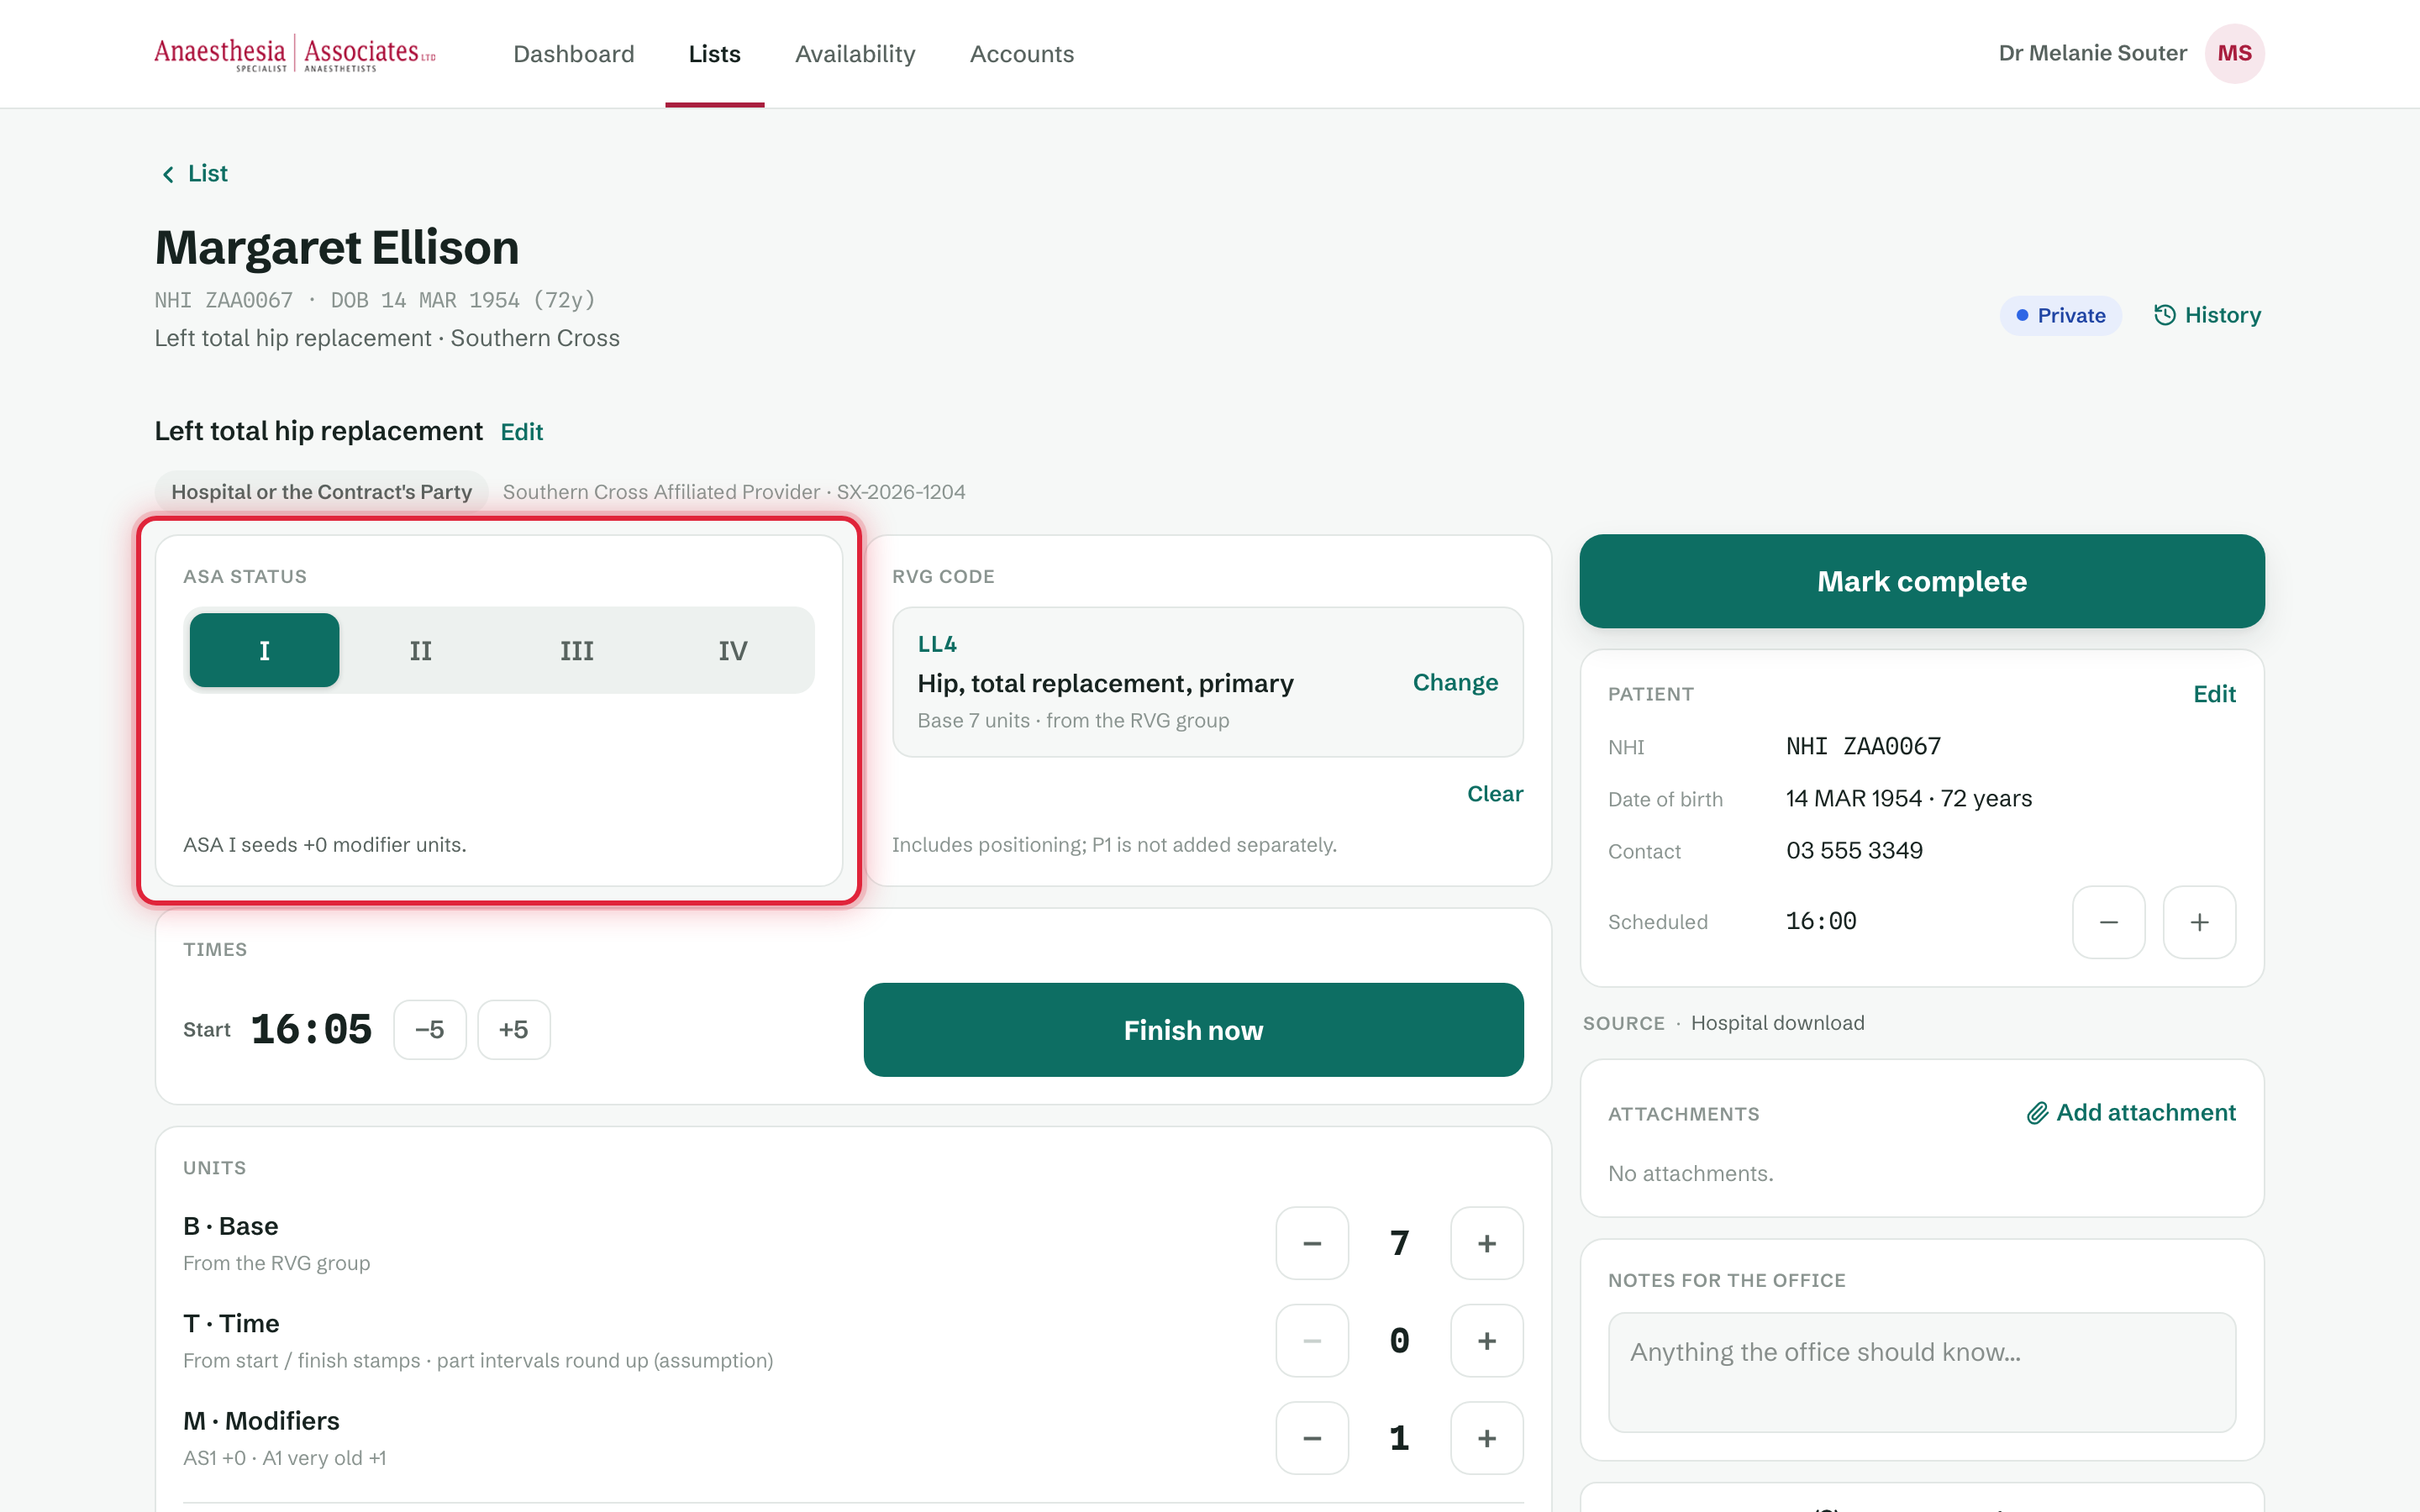 Anaesthesia | Associates LTD
SPECIALIST ANAESTHETISTS
Dashboard
Lists
Availability
Accounts
Dr Melanie Souter
MS
List
Margaret Ellison
NHI ZAA0067 · DOB 14 MAR 1954 (72y)
Left total hip replacement · Southern Cross
Private
History
Left total hip replacement Edit
Hospital or the Contract's Party Southern Cross Affiliated Provider · SX-2026-1204
ASA STATUS
I II III IV
ASA I seeds +0 modifier units.
RVG CODE
LL4
Hip, total replacement, primary
Change
Base 7 units · from the RVG group
Clear
Includes positioning; P1 is not added separately.
TIMES
Start 16:05 −5 +5
Finish now
UNITS
B · Base
From the RVG group
− 7 +
T · Time
From start / finish stamps · part intervals round up (assumption)
− 0 +
M · Modifiers
AS1 +0 · A1 very old +1
− 1 +
Mark complete
PATIENT Edit
NHI NHI ZAA0067
Date of birth 14 MAR 1954 · 72 years
Contact 03 555 3349
Scheduled 16:00 − +
SOURCE · Hospital download
ATTACHMENTS Add attachment
No attachments.
NOTES FOR THE OFFICE
Anything the office should know...